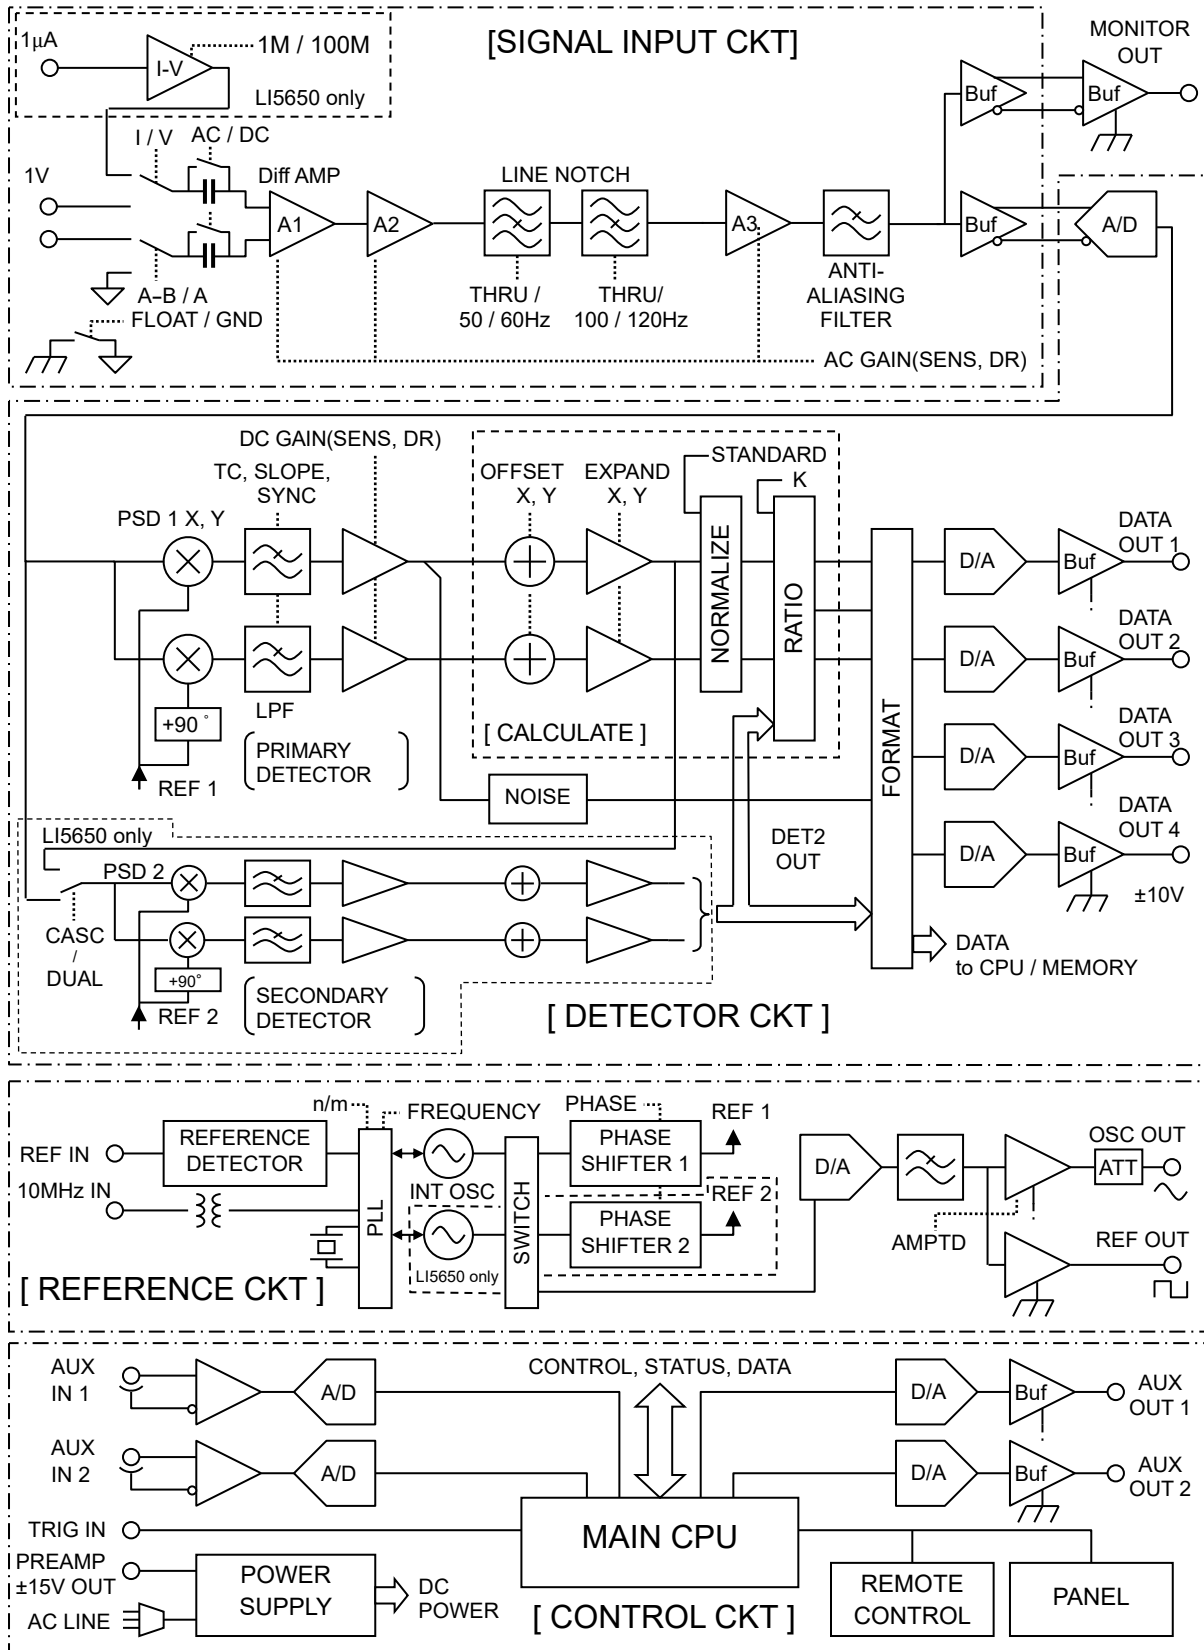 [SIGNAL INPUT CKT]
1μA
I-V
1M / 100M
LI5650 only
MONITOR
OUT
Buf
Buf
I / V
AC / DC
1V
Diff AMP
A1
A2
LINE NOTCH
A3
Buf
A/D
A–B / A
FLOAT / GND
THRU /
50 / 60Hz
THRU/
100 / 120Hz
ANTI-
ALIASING
FILTER
AC GAIN(SENS, DR)
DC GAIN(SENS, DR)
TC, SLOPE,
SYNC
PSD 1 X, Y
OFFSET
X, Y
EXPAND
X, Y
STANDARD
K
NORMALIZE
RATIO
FORMAT
D/A
Buf
DATA
OUT 1
D/A
Buf
DATA
OUT 2
D/A
Buf
DATA
OUT 3
D/A
Buf
DATA
OUT 4
±10V
+90 °
LPF
PRIMARY
DETECTOR
REF 1
[ CALCULATE ]
NOISE
LI5650 only
PSD 2
DET2
OUT
CASC
/
DUAL
+90°
REF 2
SECONDARY
DETECTOR
DATA
to CPU / MEMORY
[ DETECTOR CKT ]
n/m
FREQUENCY
PHASE
REF 1
REF IN
REFERENCE
DETECTOR
10MHz IN
PLL
INT OSC
LI5650 only
SWITCH
PHASE
SHIFTER 1
REF 2
PHASE
SHIFTER 2
D/A
AMPTD
OSC OUT
ATT
REF OUT
[ REFERENCE CKT ]
AUX
IN 1
A/D
CONTROL, STATUS, DATA
D/A
Buf
AUX
OUT 1
AUX
IN 2
A/D
D/A
Buf
AUX
OUT 2
TRIG IN
MAIN CPU
PREAMP
±15V OUT
AC LINE
POWER
SUPPLY
DC
POWER
REMOTE
CONTROL
PANEL
[ CONTROL CKT ]